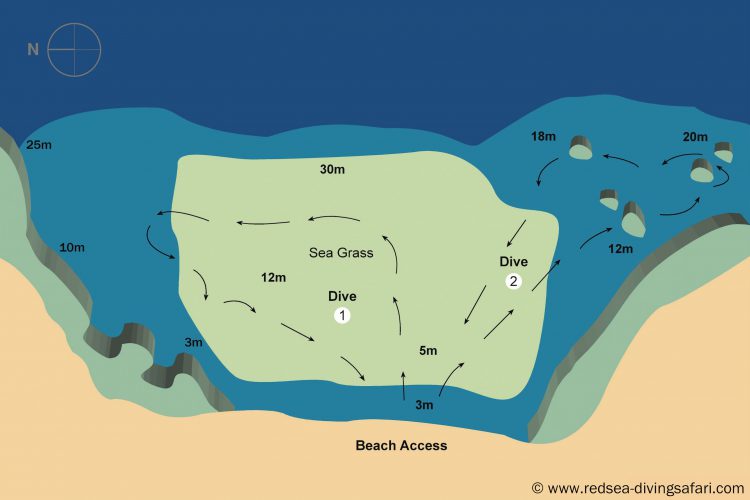 N
18m
20m
25m
30m
10m
Sea Grass
12m
12m
Dive
2
Dive
1
3m
5m
3m
Beach Access
© www.redsea-divingsafari.com